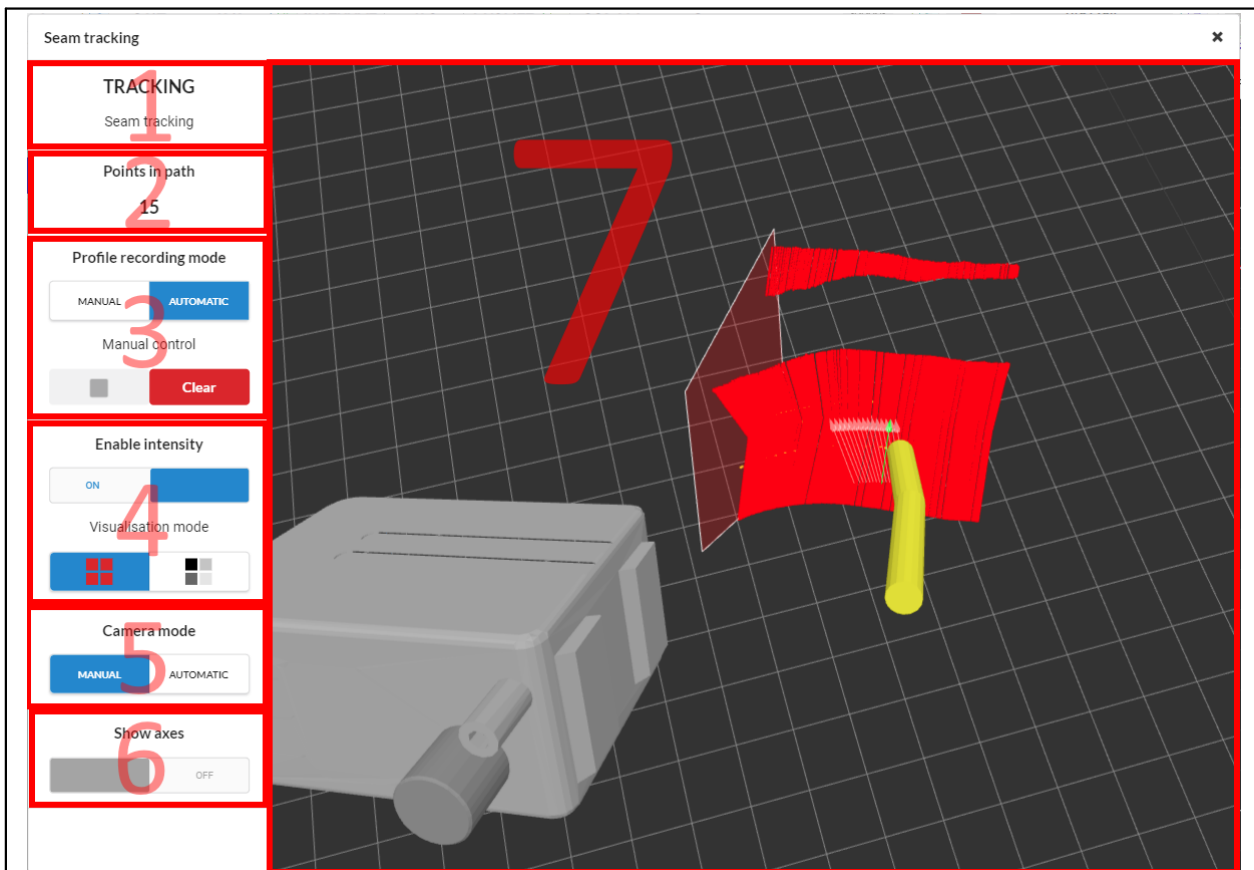 Seam tracking
TRACKING
1
Seam tracking
Points in path
2
15
Profile recording mode
MANUAL AUTOMATIC
3
Manual control
Clear
Enable intensity
ON
4
Visualisation mode
Camera mode
5
MANUAL AUTOMATIC
Show axes
6
OFF
7